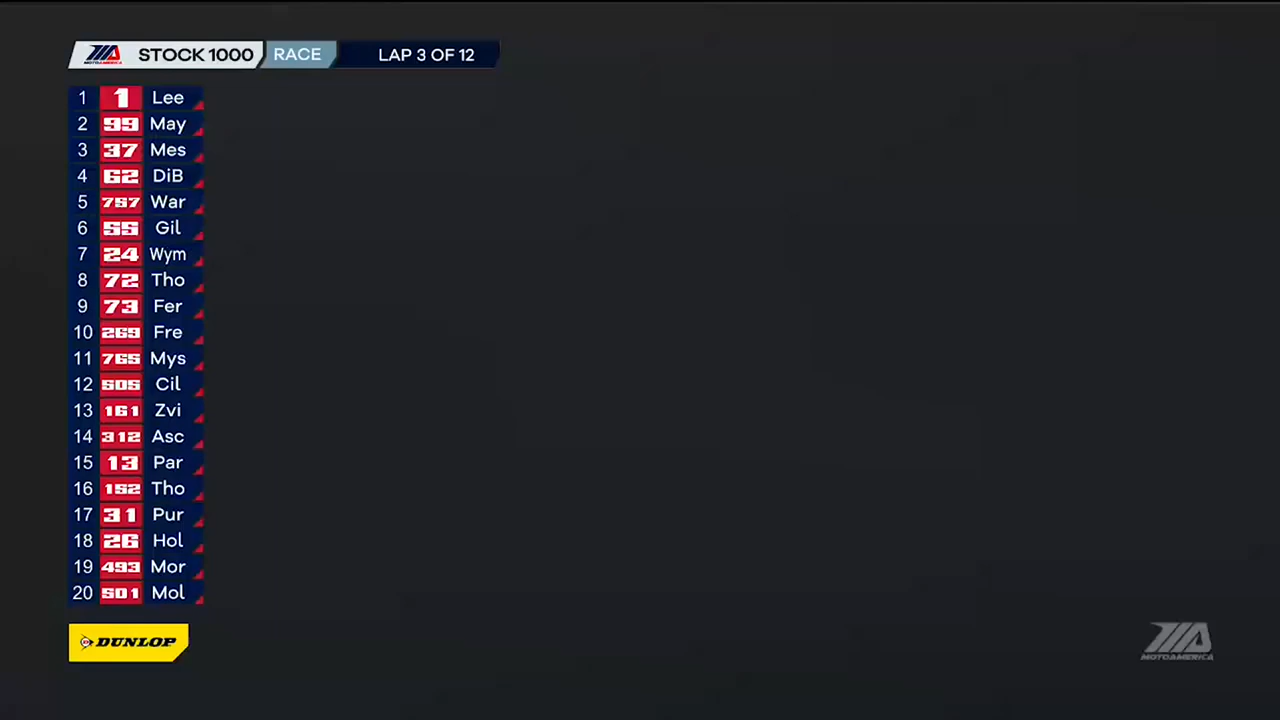 MOTOAMERICA STOCK 1000 RACE LAP 3 OF 12
1 1 Lee
2 99 May
3 37 Mes
4 62 DiB
5 757 War
6 55 Gil
7 24 Wym
8 72 Tho
9 73 Fer
10 269 Fre
11 765 Mys
12 505 Cil
13 161 Zvi
14 312 Asc
15 13 Par
16 152 Tho
17 31 Pur
18 26 Hol
19 493 Mor
20 501 Mol
DUNLOP
MOTOAMERICA